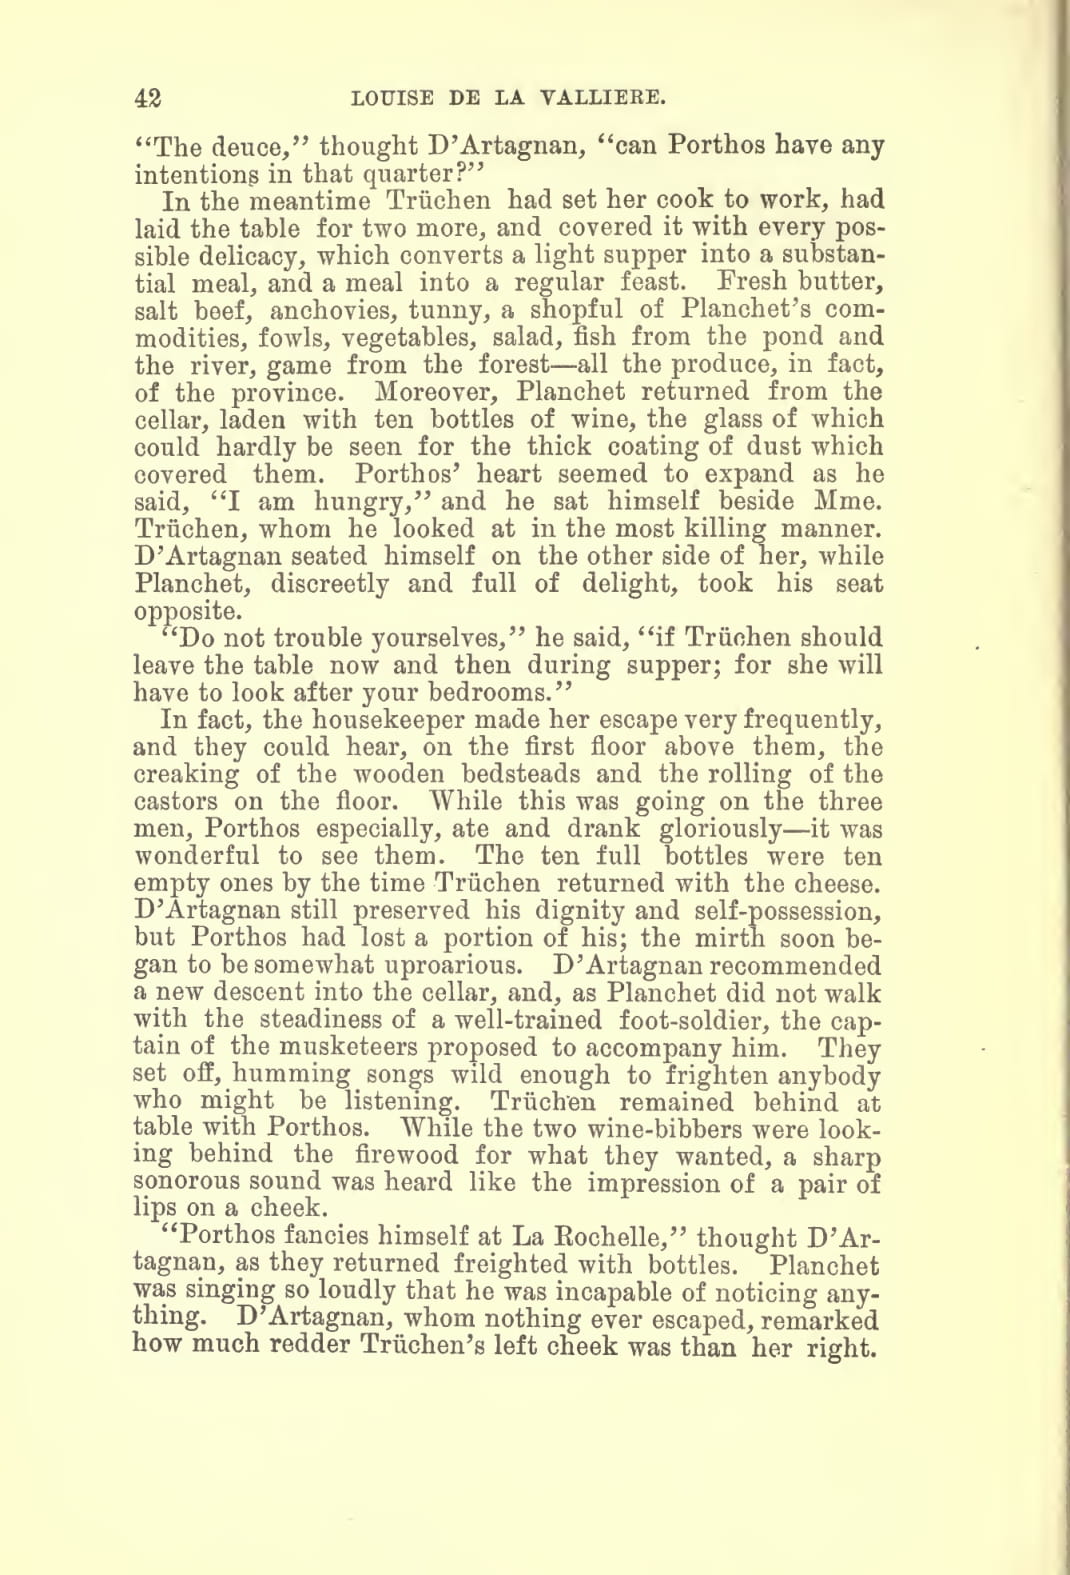 42 LOUISE DE LA VALLIERE.
“The deuce,” thought D’Artagnan, “can Porthos have any
intentions in that quarter?”
In the meantime Trüchen had set her cook to work, had
laid the table for two more, and covered it with every pos-
sible delicacy, which converts a light supper into a substan-
tial meal, and a meal into a regular feast. Fresh butter,
salt beef, anchovies, tunny, a shopful of Planchet’s com-
modities, fowls, vegetables, salad, fish from the pond and
the river, game from the forest—all the produce, in fact,
of the province. Moreover, Planchet returned from the
cellar, laden with ten bottles of wine, the glass of which
could hardly be seen for the thick coating of dust which
covered them. Porthos’ heart seemed to expand as he
said, “I am hungry,” and he sat himself beside Mme.
Trüchen, whom he looked at in the most killing manner.
D’Artagnan seated himself on the other side of her, while
Planchet, discreetly and full of delight, took his seat
opposite.
“Do not trouble yourselves,” he said, “if Trüchen should
leave the table now and then during supper; for she will
have to look after your bedrooms.”
In fact, the housekeeper made her escape very frequently,
and they could hear, on the first floor above them, the
creaking of the wooden bedsteads and the rolling of the
castors on the floor. While this was going on the three
men, Porthos especially, ate and drank gloriously—it was
wonderful to see them. The ten full bottles were ten
empty ones by the time Trüchen returned with the cheese.
D’Artagnan still preserved his dignity and self-possession,
but Porthos had lost a portion of his; the mirth soon be-
gan to be somewhat uproarious. D’Artagnan recommended
a new descent into the cellar, and, as Planchet did not walk
with the steadiness of a well-trained foot-soldier, the cap-
tain of the musketeers proposed to accompany him. They
set off, humming songs wild enough to frighten anybody
who might be listening. Trüchen remained behind at
table with Porthos. While the two wine-bibbers were look-
ing behind the firewood for what they wanted, a sharp
sonorous sound was heard like the impression of a pair of
lips on a cheek.
“Porthos fancies himself at La Rochelle,” thought D’Ar-
tagnan, as they returned freighted with bottles. Planchet
was singing so loudly that he was incapable of noticing any-
thing. D’Artagnan, whom nothing ever escaped, remarked
how much redder Trüchen’s left cheek was than her right.